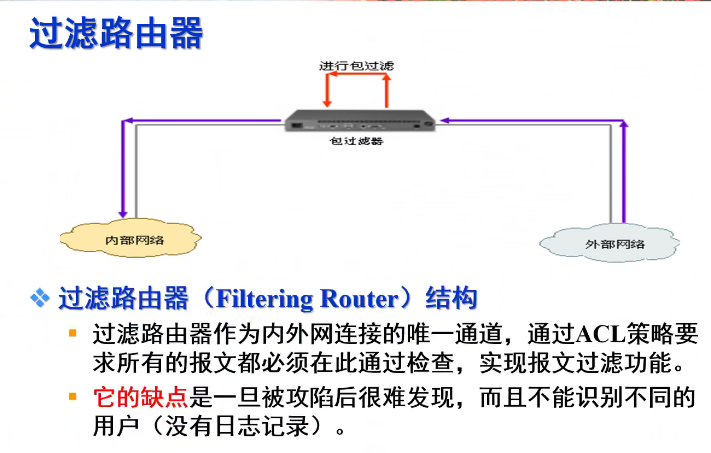 过滤路由器
进行包过滤
包过滤器
内部网络
外部网络
过滤路由器（Filtering Router）结构
过滤路由器作为内外网连接的唯一通道，通过ACL策略要
求所有的报文都必须在此通过检查，实现报文过滤功能。
它的缺点是一旦被攻陷后很难发现，而且不能识别不同的
用户（没有日志记录）。